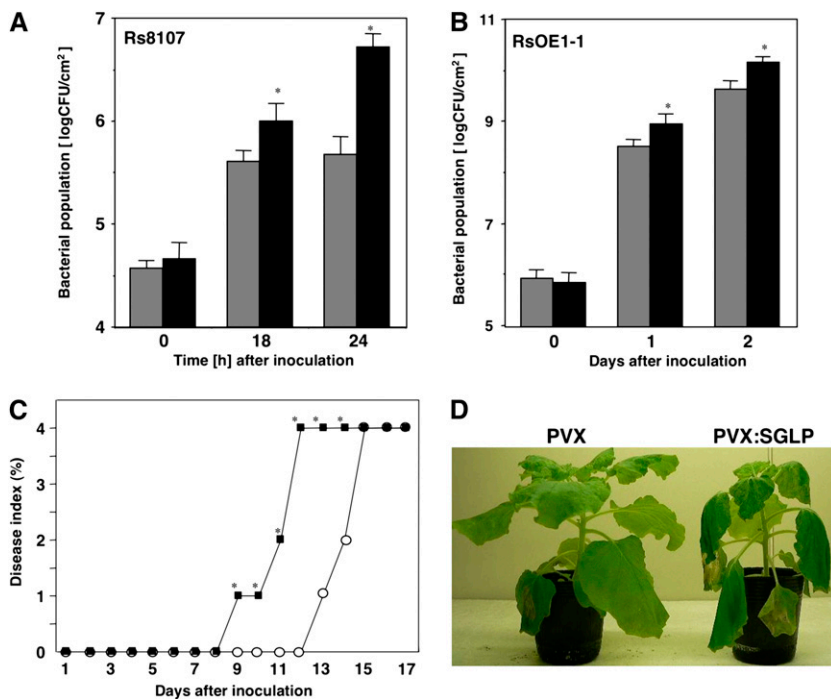 A
Rs8107
Bacterial population [ logCFU/cm2]
7
6
5
4
*
*
0 18 24
Time [h] after inoculation
B
RsOE1-1
Bacterial population [ logCFU/cm2]
11
9
7
5
*
*
0 1 2
Days after inoculation
C
Disease index (%)
4
3
2
1
0
* * * * * *
1 3 5 7 9 11 13 15 17
Days after inoculation
D
PVX PVX:SGLP